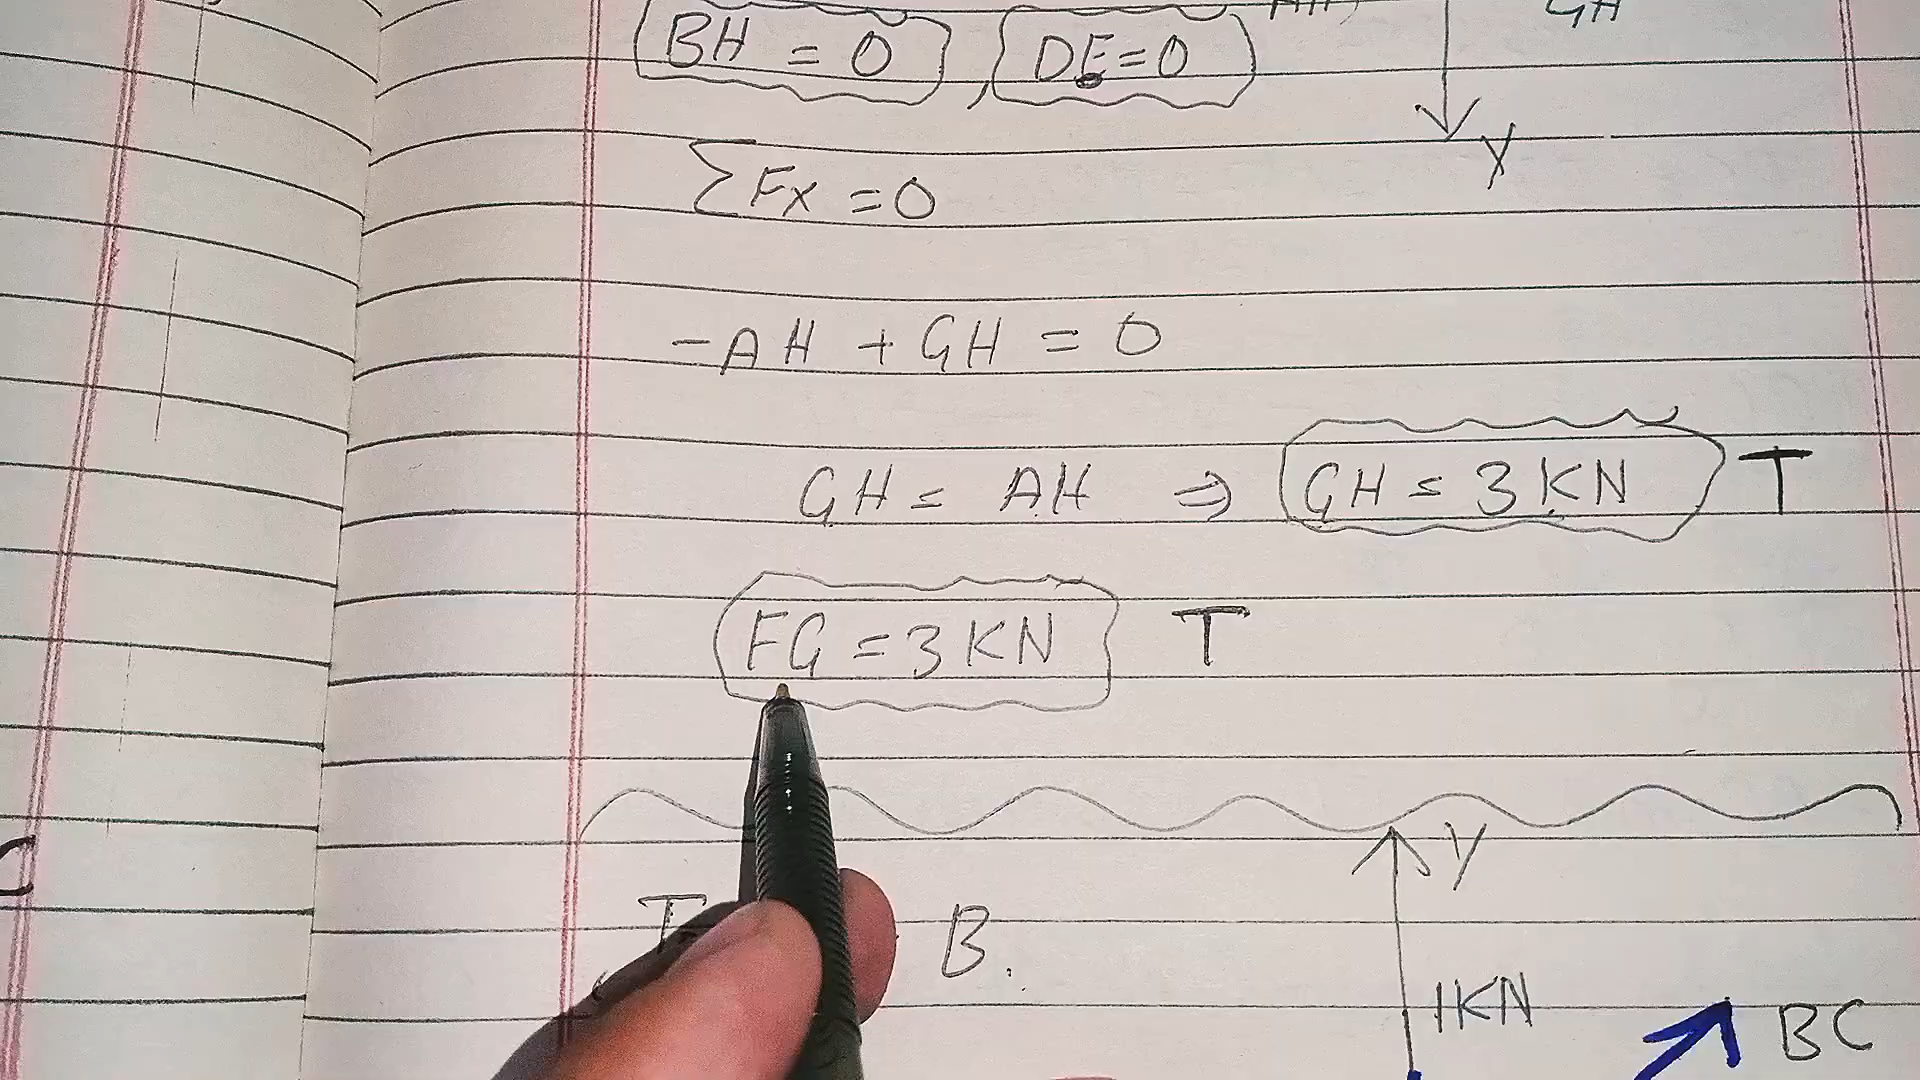 BH = 0 , DE = 0
GH
Y
ΣFx = 0
-AH + GH = 0
GH = AH ⇒ GH = 3 KN T
FG = 3 KN T
Y
B.
1KN
BC